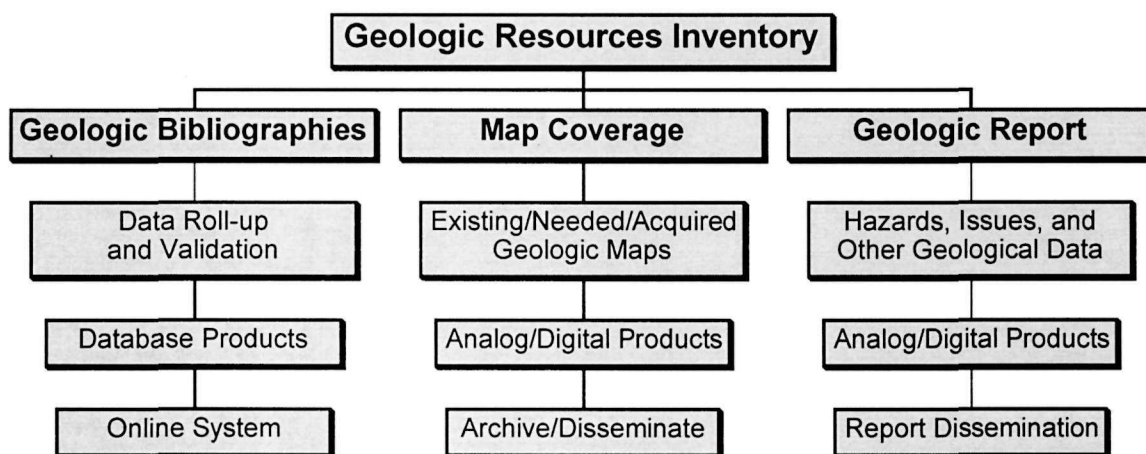 Geologic Resources Inventory
Geologic Bibliographies
Map Coverage
Geologic Report
Data Roll-up
and Validation
Existing/Needed/Acquired
Geologic Maps
Hazards, Issues, and
Other Geological Data
Database Products
Analog/Digital Products
Analog/Digital Products
Online System
Archive/Disseminate
Report Dissemination